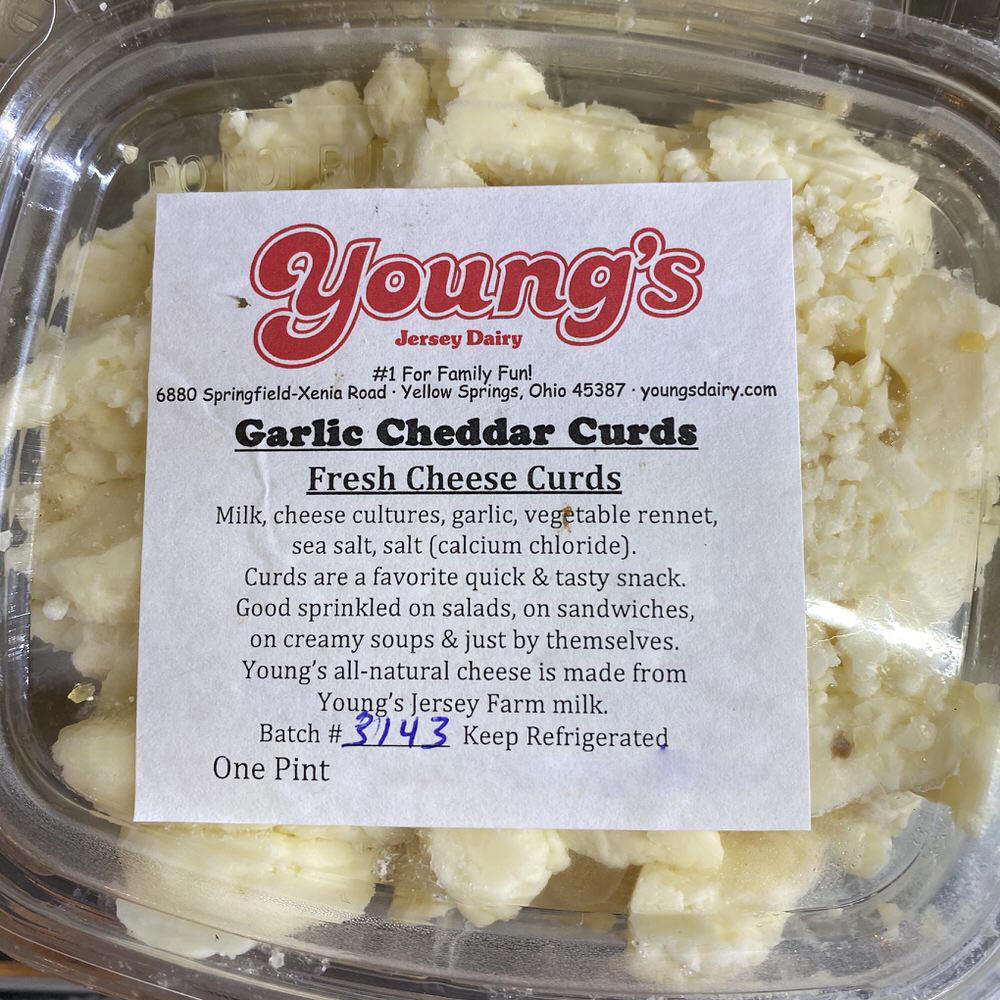 DO NOT
Young's
Jersey Dairy
#1 For Family Fun!
6880 Springfield-Xenia Road · Yellow Springs, Ohio 45387 · youngsdairy.com
Garlic Cheddar Curds
Fresh Cheese Curds
Milk, cheese cultures, garlic, vegetable rennet,
sea salt, salt (calcium chloride).
Curds are a favorite quick & tasty snack.
Good sprinkled on salads, on sandwiches,
on creamy soups & just by themselves.
Young's all-natural cheese is made from
Young's Jersey Farm milk.
Batch # 3143 Keep Refrigerated
One Pint